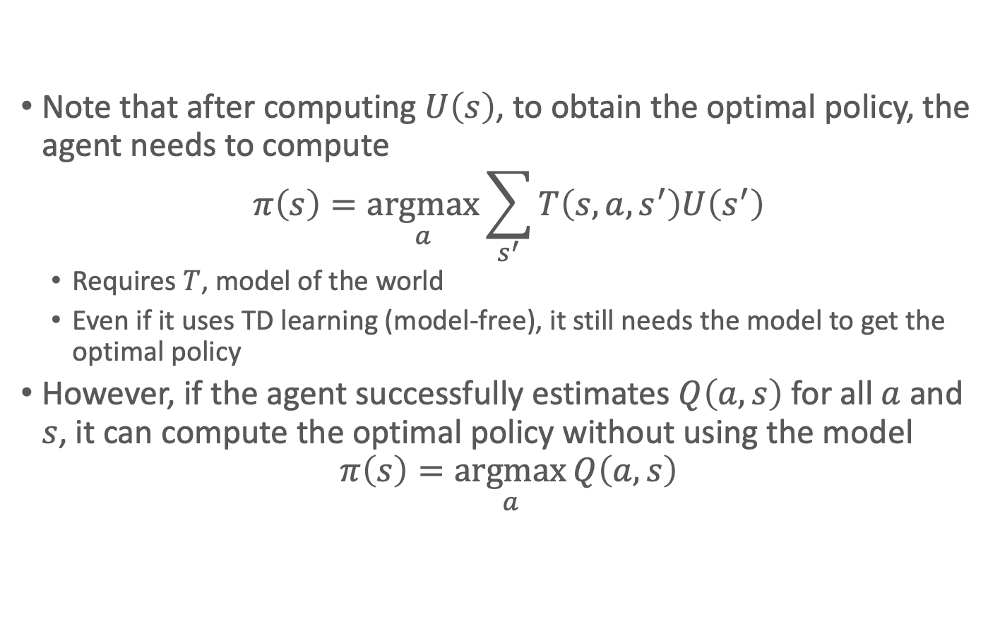 • Note that after computing U(s), to obtain the optimal policy, the
agent needs to compute
π(s) = argmax ∑ T(s, a, s′)U(s′)
a s′
• Requires T, model of the world
• Even if it uses TD learning (model-free), it still needs the model to get the
optimal policy
• However, if the agent successfully estimates Q(a, s) for all a and
s, it can compute the optimal policy without using the model
π(s) = argmax Q(a, s)
a